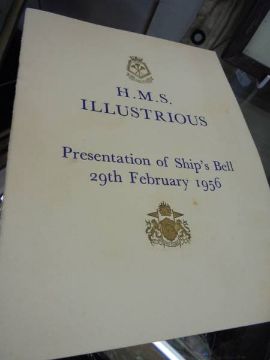 H.M.S.
ILLUSTRIOUS
Presentation of Ship's Bell
29th February 1956